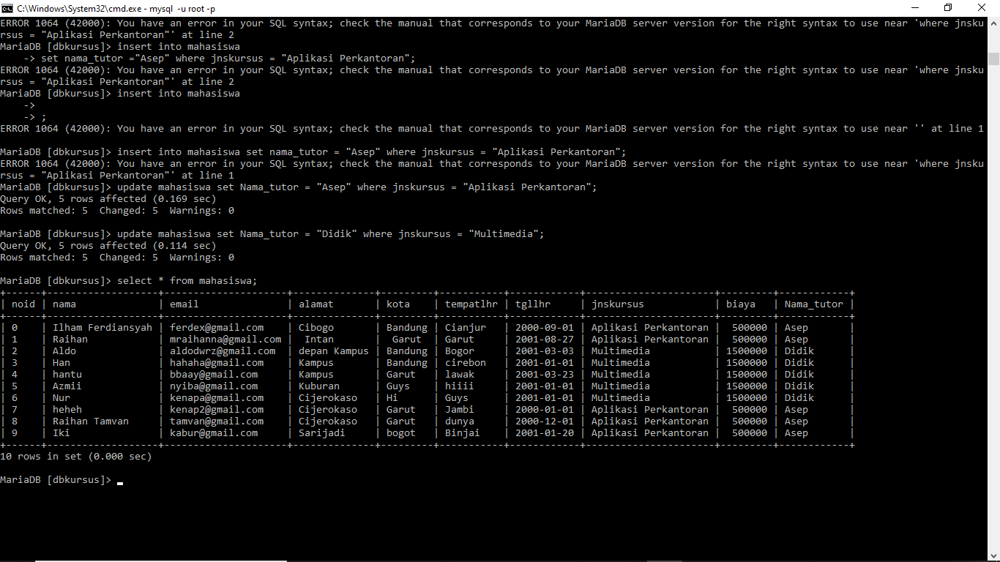 C:\Windows\System32\cmd.exe - mysql  -u root -p
ERROR 1064 (42000): You have an error in your SQL syntax; check the manual that corresponds to your MariaDB server version for the right syntax to use near 'where jnsku
rsus = "Aplikasi Perkantoran"' at line 2
MariaDB [dbkursus]> insert into mahasiswa
    -> set nama_tutor ="Asep" where jnskursus = "Aplikasi Perkantoran";
ERROR 1064 (42000): You have an error in your SQL syntax; check the manual that corresponds to your MariaDB server version for the right syntax to use near 'where jnsku
rsus = "Aplikasi Perkantoran"' at line 2
MariaDB [dbkursus]> insert into mahasiswa
    ->
    -> ;
ERROR 1064 (42000): You have an error in your SQL syntax; check the manual that corresponds to your MariaDB server version for the right syntax to use near '' at line 1
MariaDB [dbkursus]> insert into mahasiswa set nama_tutor = "Asep" where jnskursus = "Aplikasi Perkantoran";
ERROR 1064 (42000): You have an error in your SQL syntax; check the manual that corresponds to your MariaDB server version for the right syntax to use near 'where jnsku
rsus = "Aplikasi Perkantoran"' at line 1
MariaDB [dbkursus]> update mahasiswa set Nama_tutor = "Asep" where jnskursus = "Aplikasi Perkantoran";
Query OK, 5 rows affected (0.169 sec)
Rows matched: 5  Changed: 5  Warnings: 0
MariaDB [dbkursus]> update mahasiswa set Nama_tutor = "Didik" where jnskursus = "Multimedia";
Query OK, 5 rows affected (0.114 sec)
Rows matched: 5  Changed: 5  Warnings: 0
MariaDB [dbkursus]> select * from mahasiswa;
| noid | nama              | email               | alamat       | kota    | tempatlhr | tgllhr     | jnskursus            | biaya   | Nama_tutor |
| 0    | Ilham Ferdiansyah | ferdex@gmail.com    | Cibogo       | Bandung | Cianjur   | 2000-09-01 | Aplikasi Perkantoran |  500000 | Asep       |
| 1    | Raihan            | mraihanna@gmail.com |  Intan       |  Garut  | Garut     | 2001-08-27 | Aplikasi Perkantoran |  500000 | Asep       |
| 2    | Aldo              | aldodwrz@gmail.com  | depan Kampus | Bandung | Bogor     | 2001-03-03 | Multimedia           | 1500000 | Didik      |
| 3    | Han               | hahaha@gmail.com    | Kampus       | Bandung | cirebon   | 2001-01-01 | Multimedia           | 1500000 | Didik      |
| 4    | hantu             | bbaay@gmail.com     | Kampus       | Garut   | lawak     | 2001-03-23 | Multimedia           | 1500000 | Didik      |
| 5    | Azmii             | nyiba@gmail.com     | Kuburan      | Guys    | hiiii     | 2001-01-01 | Multimedia           | 1500000 | Didik      |
| 6    | Nur               | kenapa@gmail.com    | Cijerokaso   | Hi      | Guys      | 2001-01-01 | Multimedia           | 1500000 | Didik      |
| 7    | heheh             | kenap2@gmail.com    | Cijerokaso   | Garut   | Jambi     | 2000-01-01 | Aplikasi Perkantoran |  500000 | Asep       |
| 8    | Raihan Tamvan     | tamvan@gmail.com    | Cijerokaso   | Garut   | dunya     | 2000-12-01 | Aplikasi Perkantoran |  500000 | Asep       |
| 9    | Iki               | kabur@gmail.com     | Sarijadi     | bogot   | Binjai    | 2001-01-20 | Aplikasi Perkantoran |  500000 | Asep       |
10 rows in set (0.000 sec)
MariaDB [dbkursus]>